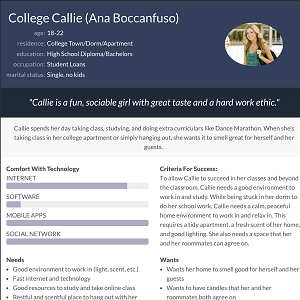 College Callie (Ana Boccanfuso)
age: 18-22
residence: College Town/Dorm/Apartment
education: High School Diploma/Bachelors
occupation: Student Loans
marital status: Single, no kids
"Callie is a fun, sociable girl with great taste and a hard work ethic."
Callie spends her day taking class, studying, and doing extra curriculars like Dance Marathon. When she's
taking class in her college apartment or simply hanging out, she wants it to smell great for herself and her
guests.
Comfort With Technology
INTERNET
SOFTWARE
MOBILE APPS
SOCIAL NETWORK
Criteria For Success:
To allow Callie to succeed in her classes and beyond
the classroom, Callie needs a good environment to
work in and study. While being stuck in her dorm to
do her school work, Callie needs a calm, peaceful
home environment to work in and relax in. This
requires a tidy apartment, a fresh scent of her home,
and good lighting. She also needs a space that her
and her roommates can agree on.
Needs
Good environment to work in (light, scent, etc.)
Fast internet and technology
Good resources to study and take online
class
Restful and scentful place to hang out with her
Wants
Wants her home to smell good for herself and her
guests
Wants to have candles that her and her
roommates both agree on